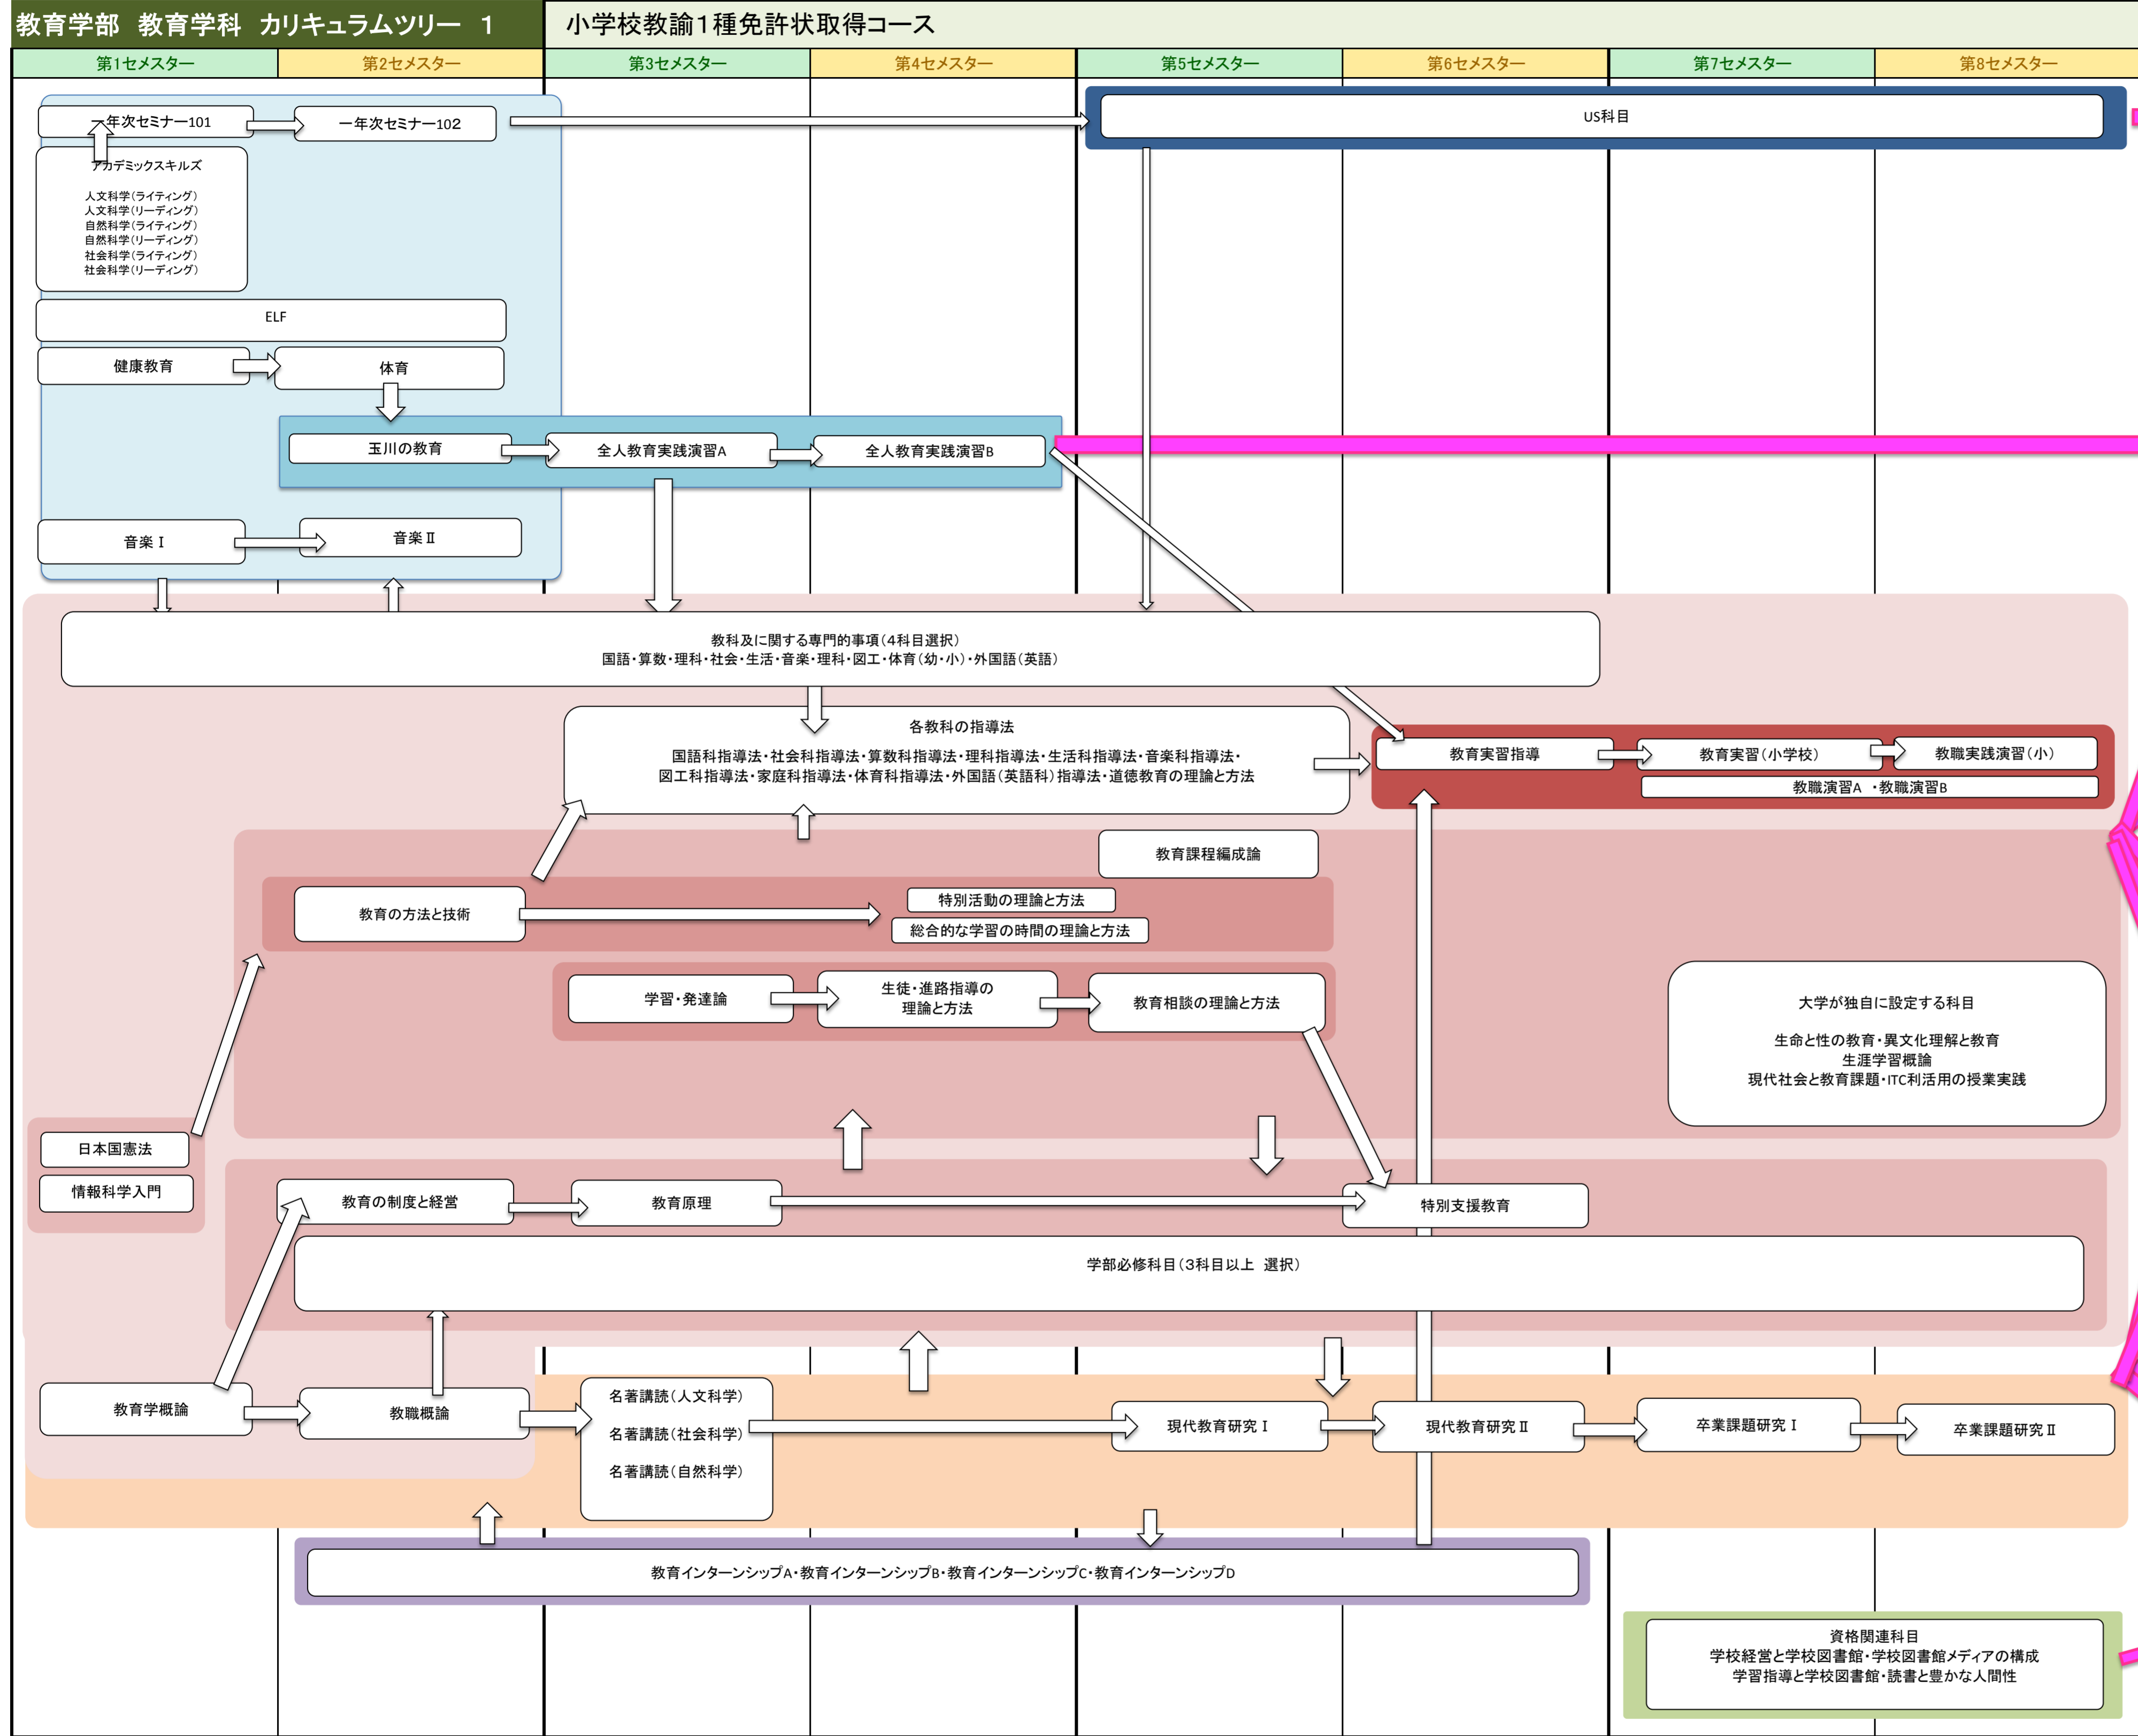 教育学部　教育学科　カリキュラムツリー　1
小学校教諭1種免許状取得コース
第1セメスター
第2セメスター
第3セメスター
第4セメスター
第5セメスター
第6セメスター
第7セメスター
第8セメスター
一年次セミナー101
一年次セミナー102
US科目
アカデミックスキルズ
人文科学(ライティング)
人文科学(リーディング)
自然科学(ライティング)
自然科学(リーディング)
社会科学(ライティング)
社会科学(リーディング)
ELF
健康教育
体育
玉川の教育
全人教育実践演習A
全人教育実践演習B
音楽Ⅰ
音楽Ⅱ
教科及に関する専門的事項(4科目選択)
国語・算数・理科・社会・生活・音楽・理科・図工・体育(幼・小)・外国語(英語)
各教科の指導法
国語科指導法・社会科指導法・算数科指導法・理科指導法・生活科指導法・音楽科指導法・
図工科指導法・家庭科指導法・体育科指導法・外国語(英語科)指導法・道徳教育の理論と方法
教育実習指導
教育実習(小学校)
教職実践演習(小)
教職演習A　・教職演習B
教育課程編成論
教育の方法と技術
特別活動の理論と方法
総合的な学習の時間の理論と方法
学習・発達論
生徒・進路指導の
理論と方法
教育相談の理論と方法
大学が独自に設定する科目
生命と性の教育・異文化理解と教育
生涯学習概論
現代社会と教育課題・ITC利活用の授業実践
日本国憲法
情報科学入門
教育の制度と経営
教育原理
特別支援教育
学部必修科目(3科目以上　選択)
教育学概論
教職概論
名著講読(人文科学)
名著講読(社会科学)
名著講読(自然科学)
現代教育研究Ⅰ
現代教育研究Ⅱ
卒業課題研究Ⅰ
卒業課題研究Ⅱ
教育インターンシップA・教育インターンシップB・教育インターンシップC・教育インターンシップD
資格関連科目
学校経営と学校図書館・学校図書館メディアの構成
学習指導と学校図書館・読書と豊かな人間性